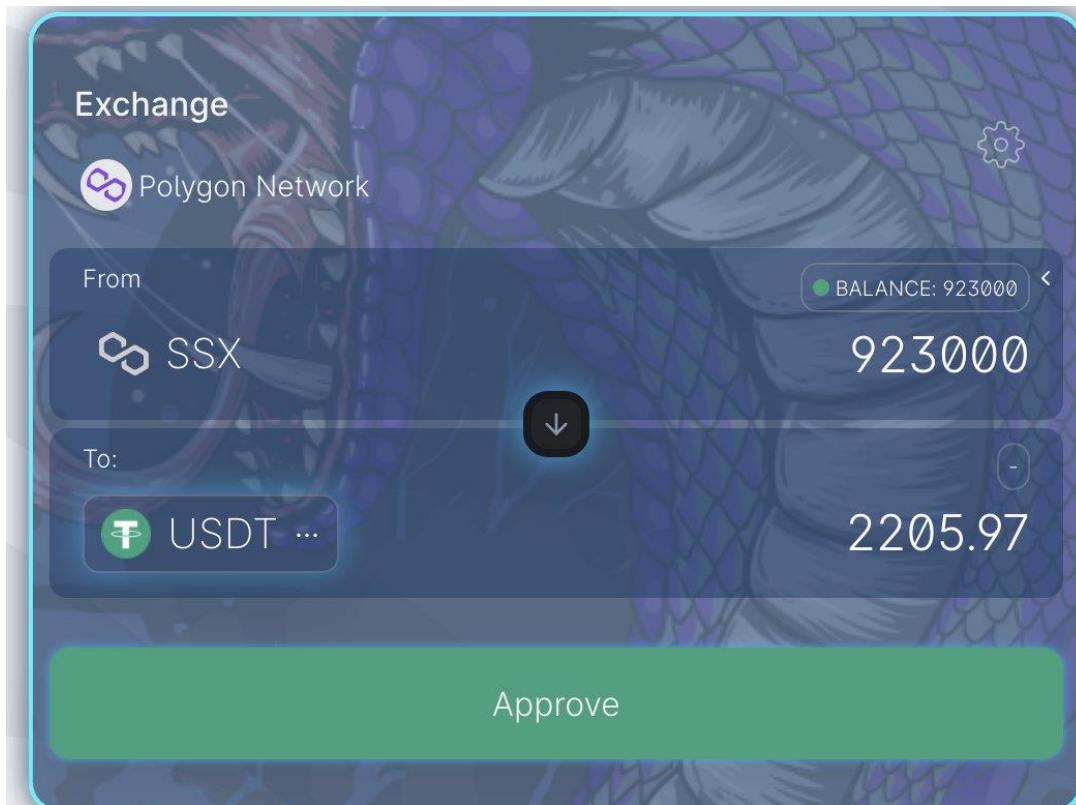 Exchange
Polygon Network
From
BALANCE: 923000
SSX
923000
To:
-
USDT ...
2205.97
Approve